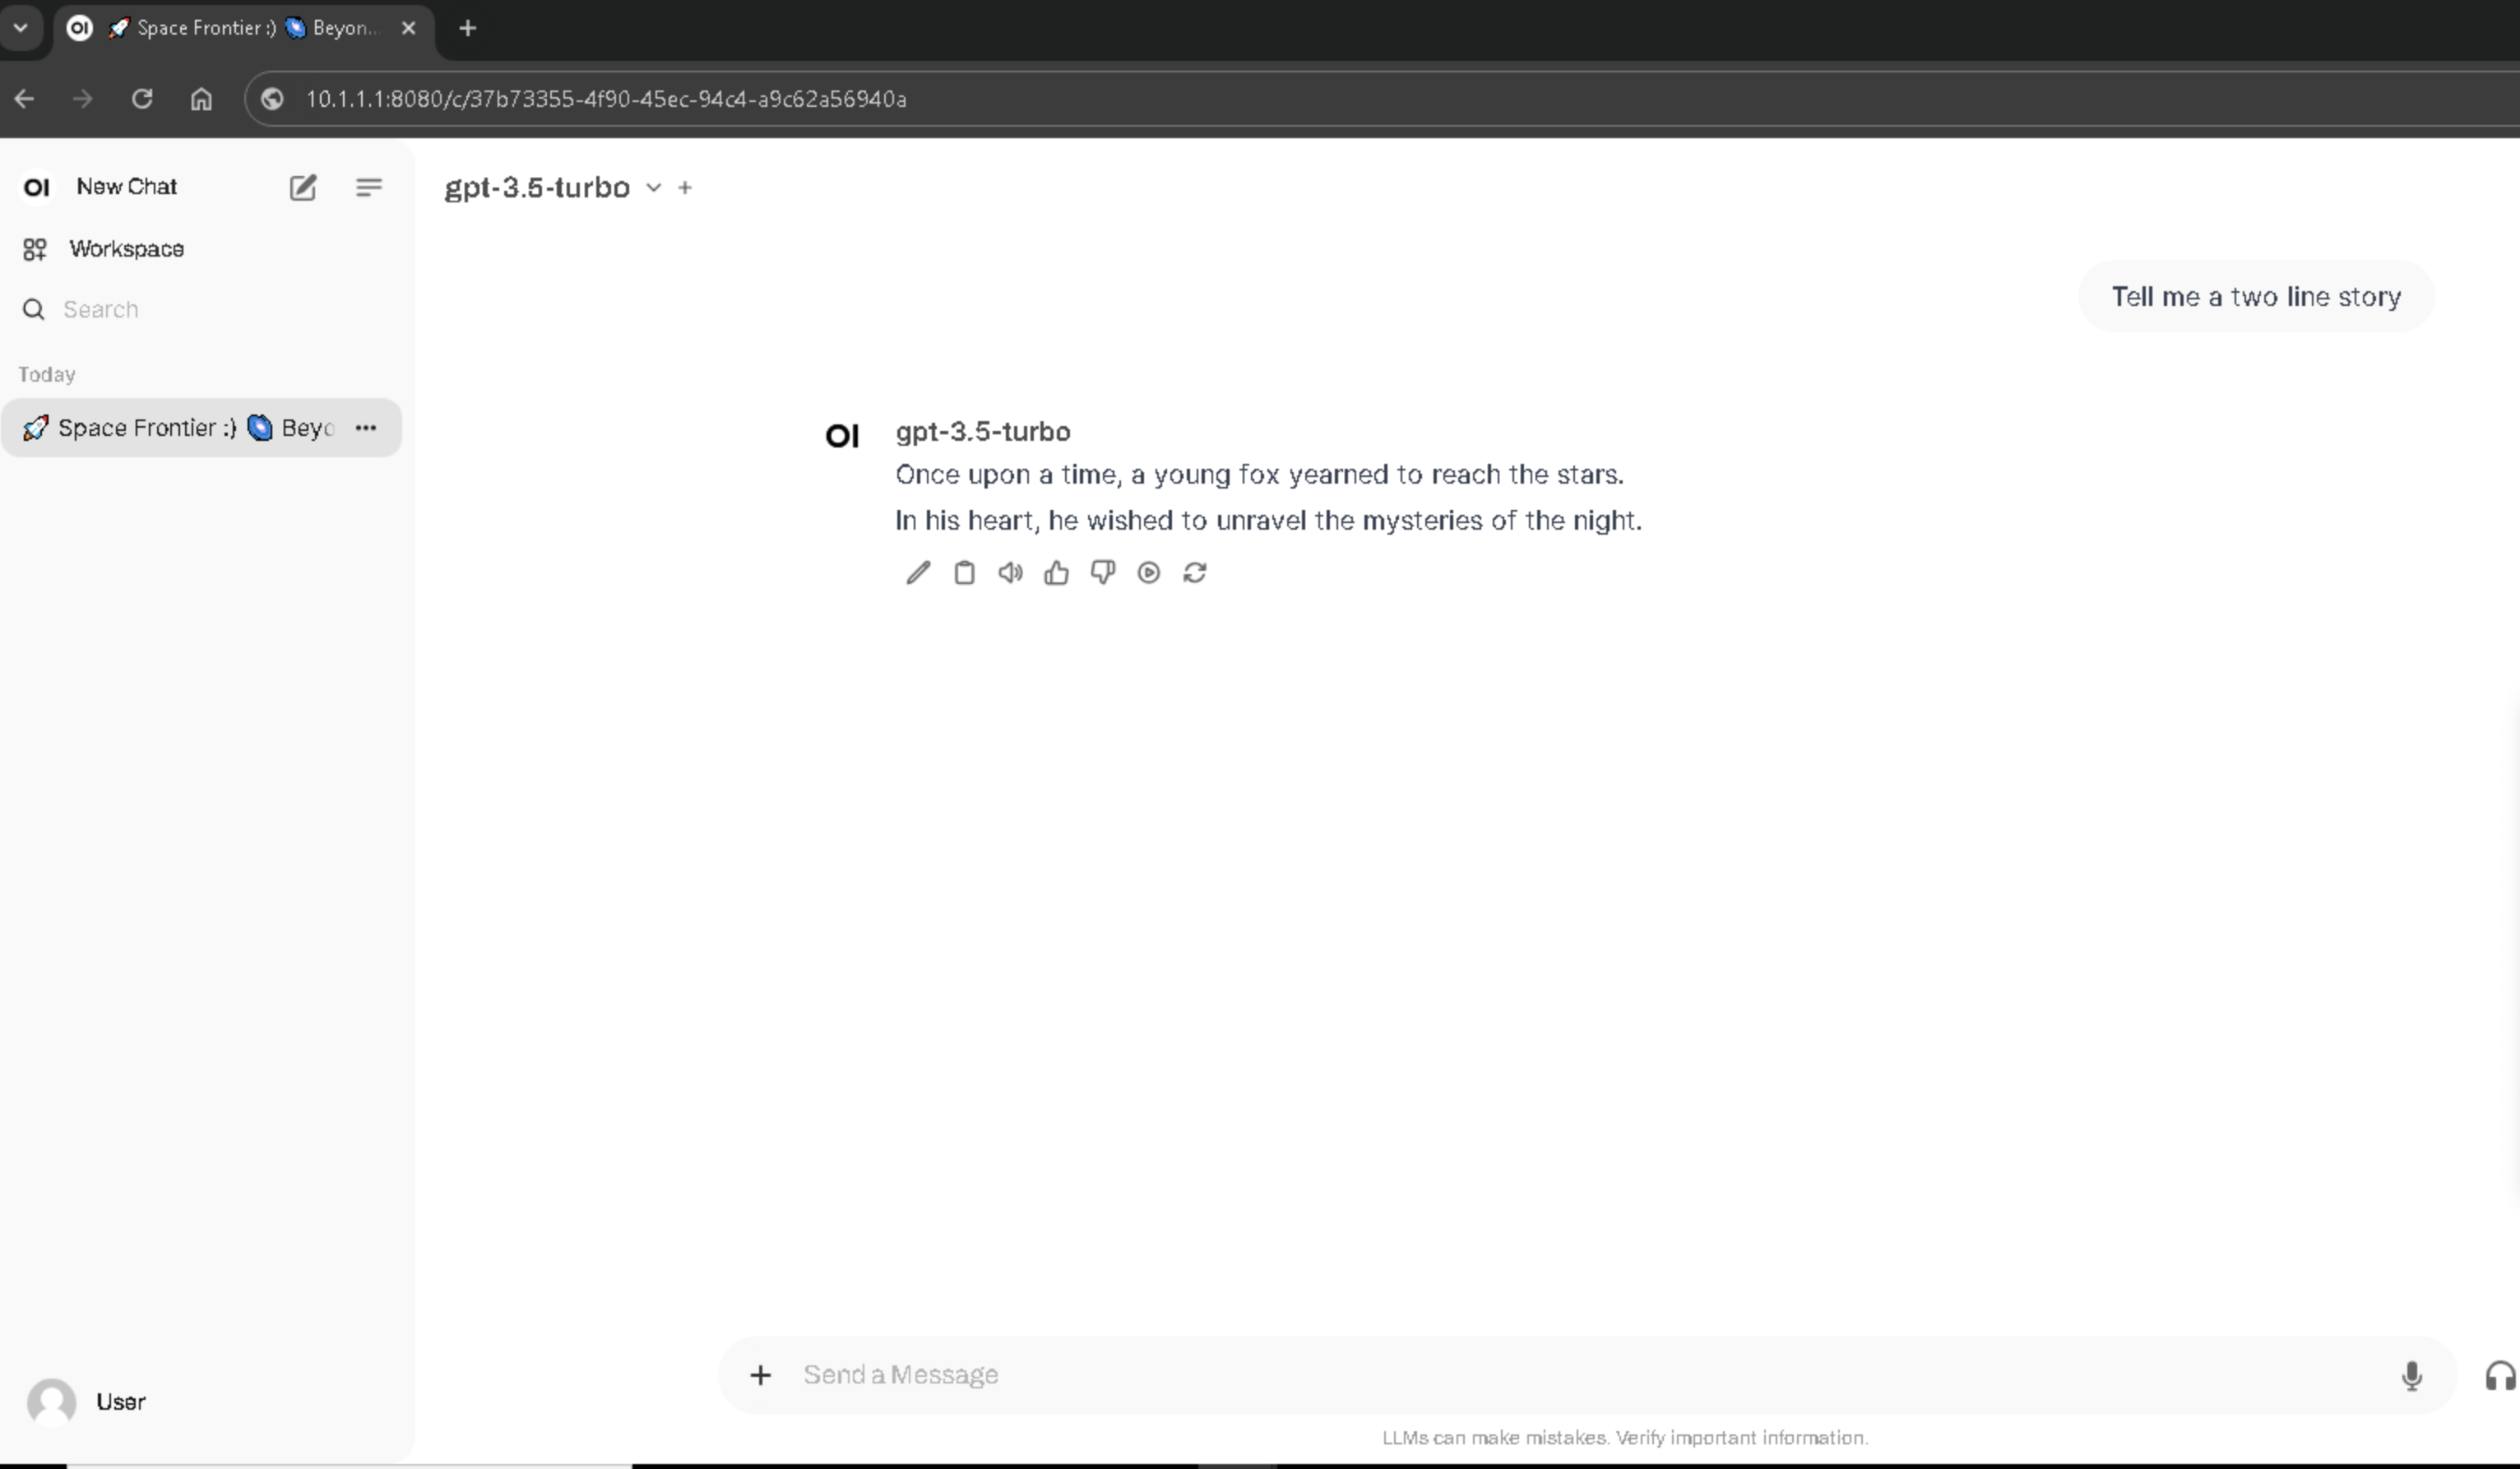 🚀 Space Frontier :) 🌌 Beyon...
10.1.1.1:8080/c/37b73355-4f90-45ec-94c4-a9c62a56940a
OI New Chat
Workspace
Search
Today
🚀 Space Frontier :) 🌌 Beyo
gpt-3.5-turbo
Tell me a two line story
OI gpt-3.5-turbo
Once upon a time, a young fox yearned to reach the stars.
In his heart, he wished to unravel the mysteries of the night.
Send a Message
User
LLMs can make mistakes. Verify important information.